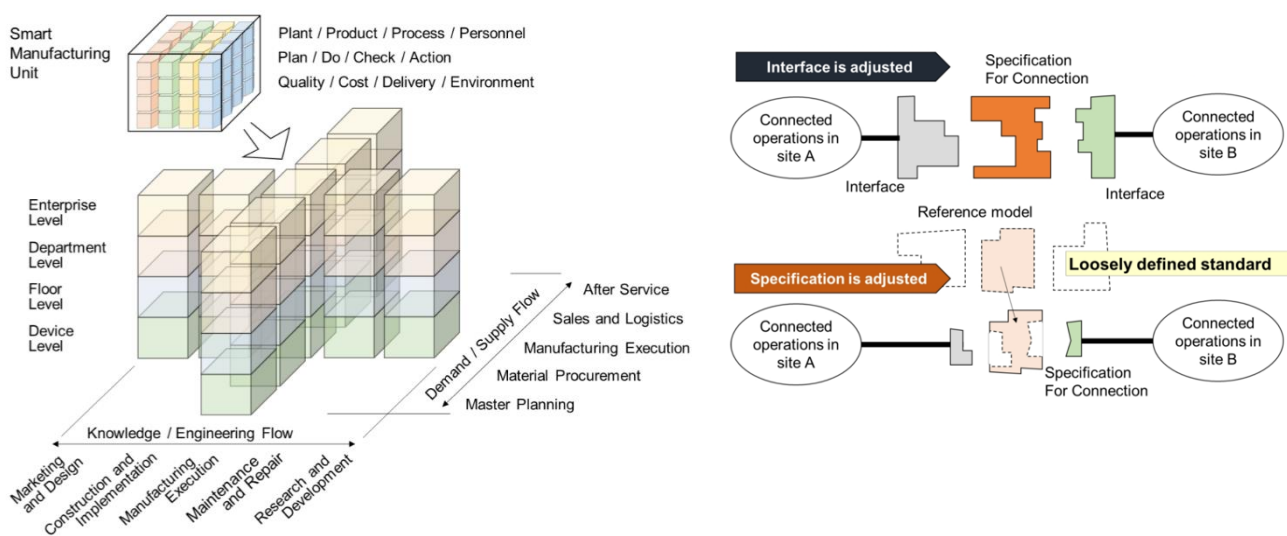 Smart
Manufacturing
Unit
Plant / Product / Process / Personnel
Plan / Do / Check / Action
Quality / Cost / Delivery / Environment
Enterprise
Level
Department
Level
Floor
Level
Device
Level
After Service
Sales and Logistics
Manufacturing Execution
Material Procurement
Master Planning
Demand / Supply Flow
Knowledge / Engineering Flow
Marketing
and Design
Construction and
Implementation
Manufacturing
Execution
Maintenance
and Repair
Research and
Development
Interface is adjusted
Specification
For Connection
Connected
operations in
site A
Interface
Connected
operations in
site B
Interface
Reference model
Loosely defined standard
Specification is adjusted
Connected
operations in
site A
Specification
For Connection
Connected
operations in
site B